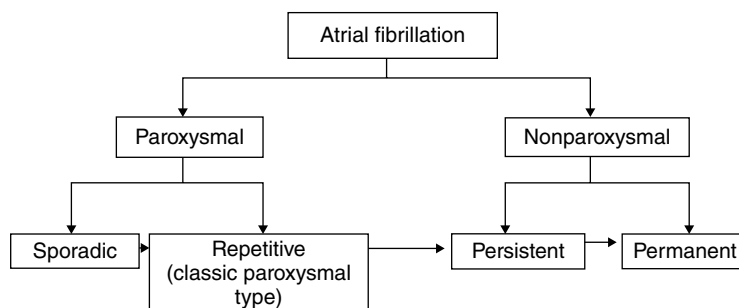 Atrial fibrillation
Paroxysmal
Nonparoxysmal
Sporadic
Repetitive
(classic paroxysmal
type)
Persistent
Permanent